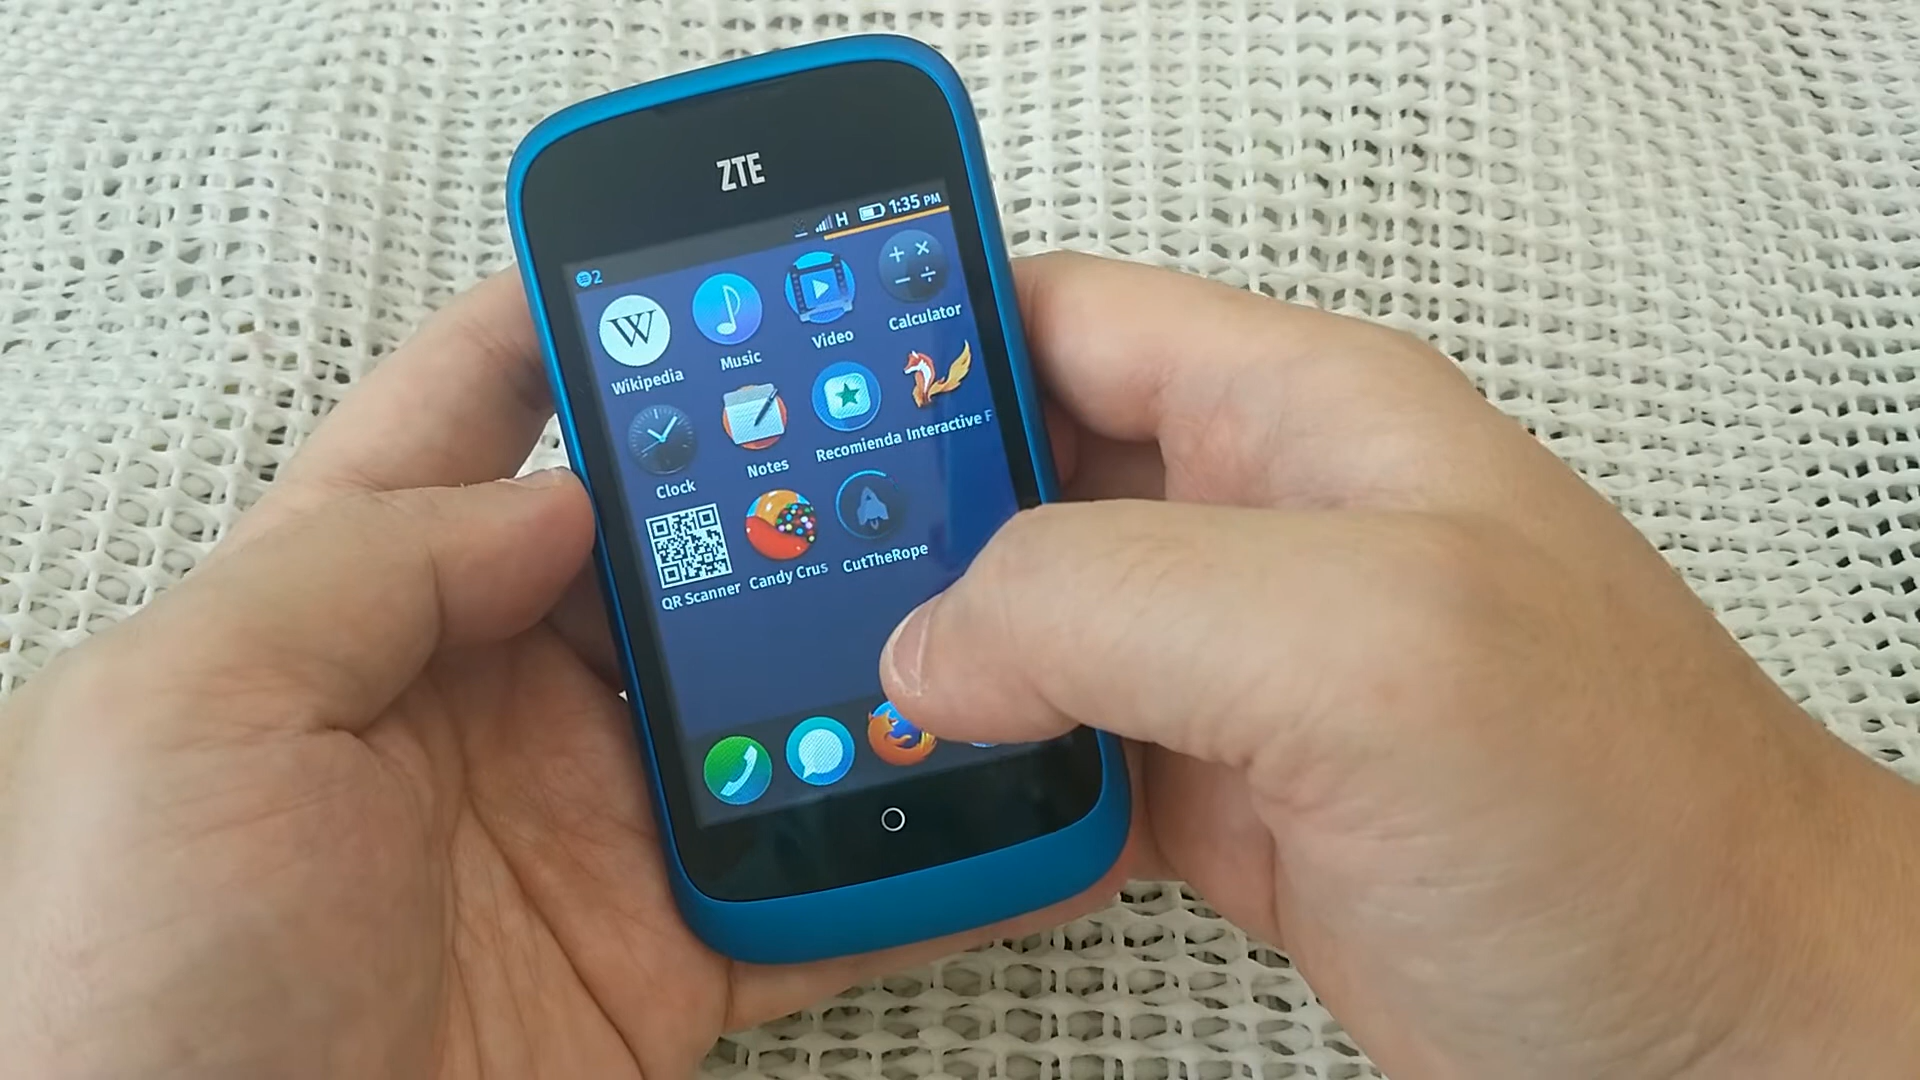 ZTE
H 1:35 PM
2
W
Wikipedia
Music
Video
Calculator
Clock
Notes
Recomienda
Interactive F
QR Scanner
Candy Crus
CutTheRope